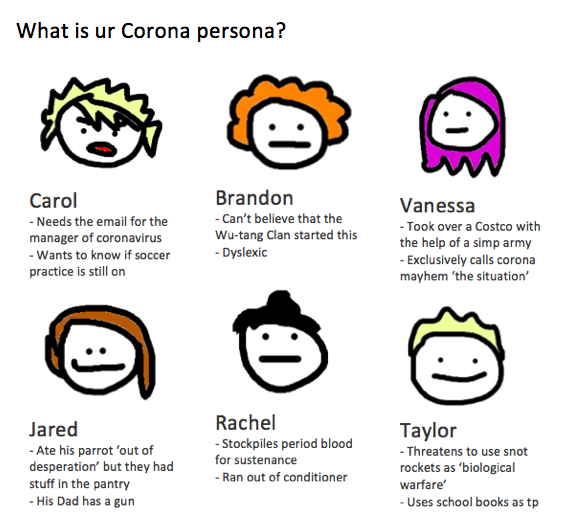 What is ur Corona persona?
Carol
- Needs the email for the
manager of coronavirus
- Wants to know if soccer
practice is still on
Brandon
- Can't believe that the
Wu-tang Clan started this
- Dyslexic
Vanessa
- Took over a Costco with
the help of a simp army
- Exclusively calls corona
mayhem 'the situation'
Jared
- Ate his parrot 'out of
desperation' but they had
stuff in the pantry
- His Dad has a gun
Rachel
- Stockpiles period blood
for sustenance
- Ran out of conditioner
Taylor
- Threatens to use snot
rockets as 'biological
warfare'
- Uses school books as tp